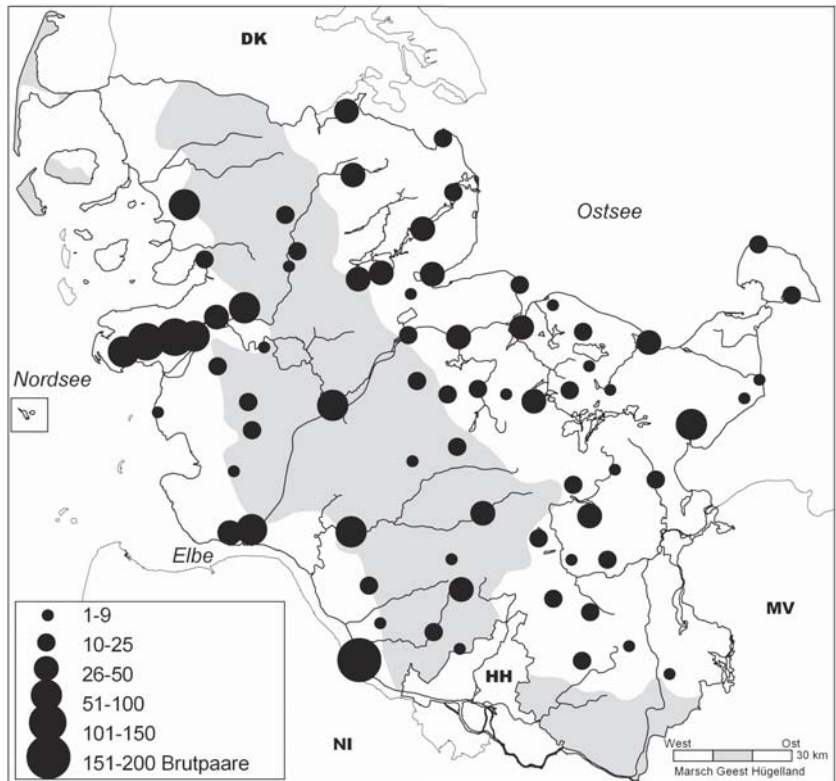 DK
Ostsee
Nordsee
Elbe
MV
HH
NI
1-9
10-25
26-50
51-100
101-150
151-200 Brutpaare
West Ost
30 km
Marsch Geest Hügelland